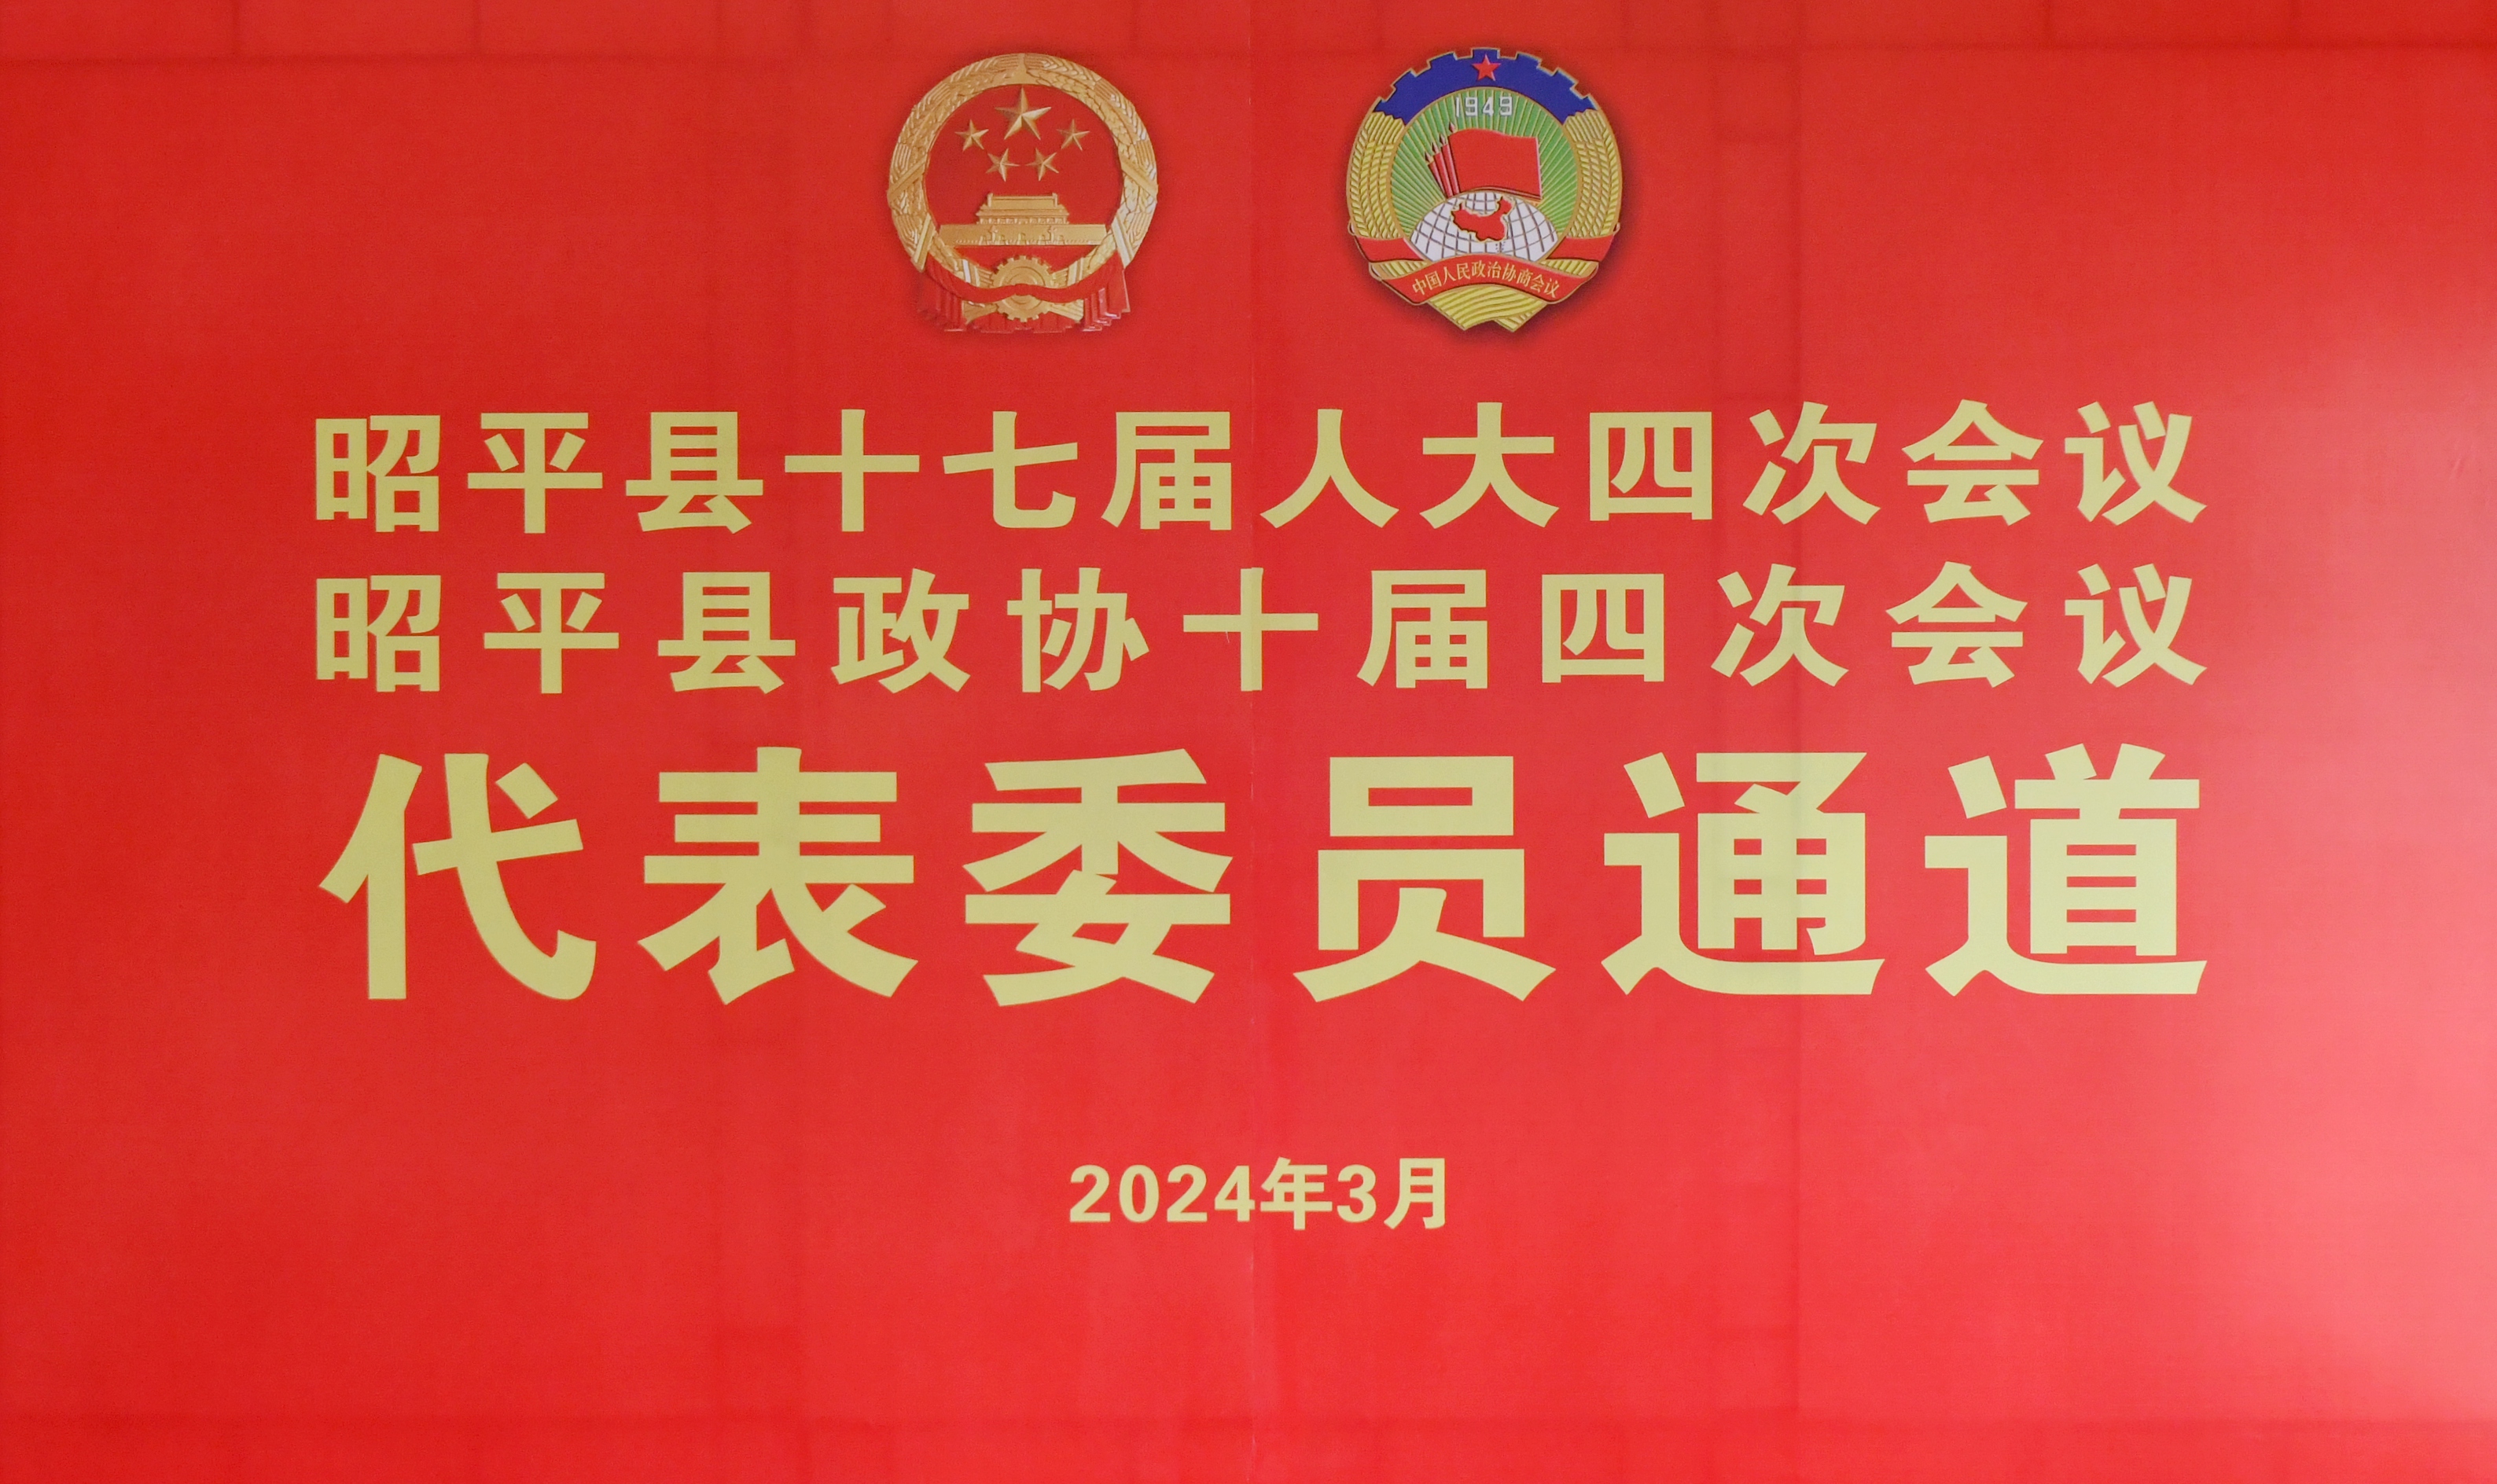 1949
中国人民政治协商会议
昭平县十七届人大四次会议
昭平县政协十届四次会议
代表委员通道
2024年3月